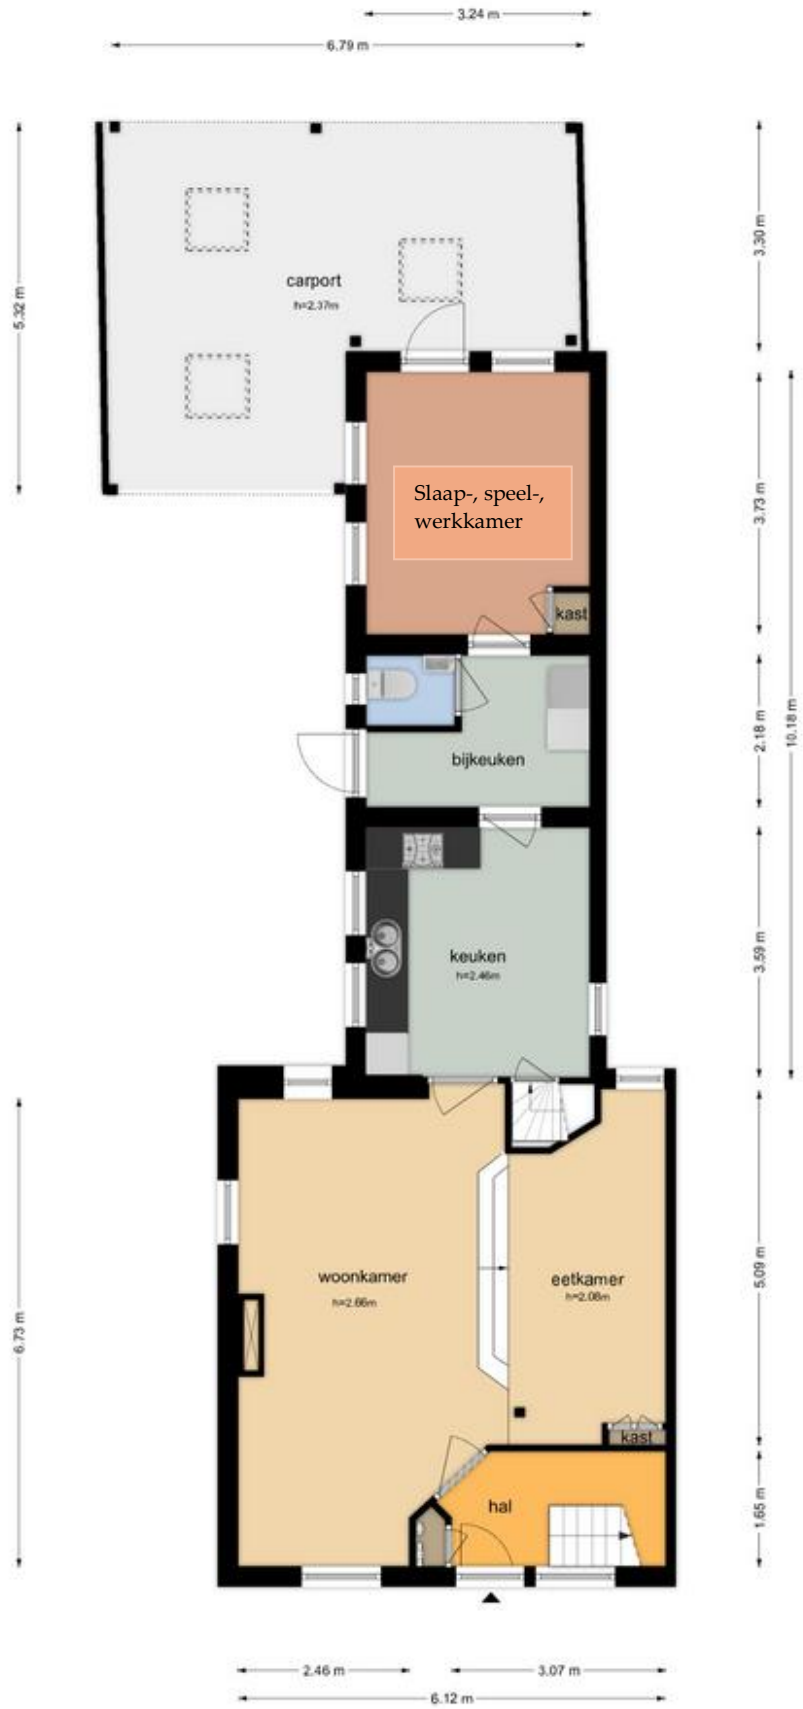 3.24 m
6.79 m
5.32 m
3.30 m
carport
h=2.37m
Slaap-, speel-,
werkkamer
3.73 m
kast
2.18 m
10.18 m
bijkeuken
keuken
h=2.46m
3.59 m
woonkamer
h=2.66m
eetkamer
h=2.08m
5.09 m
6.73 m
kast
hal
1.65 m
2.46 m
3.07 m
6.12 m